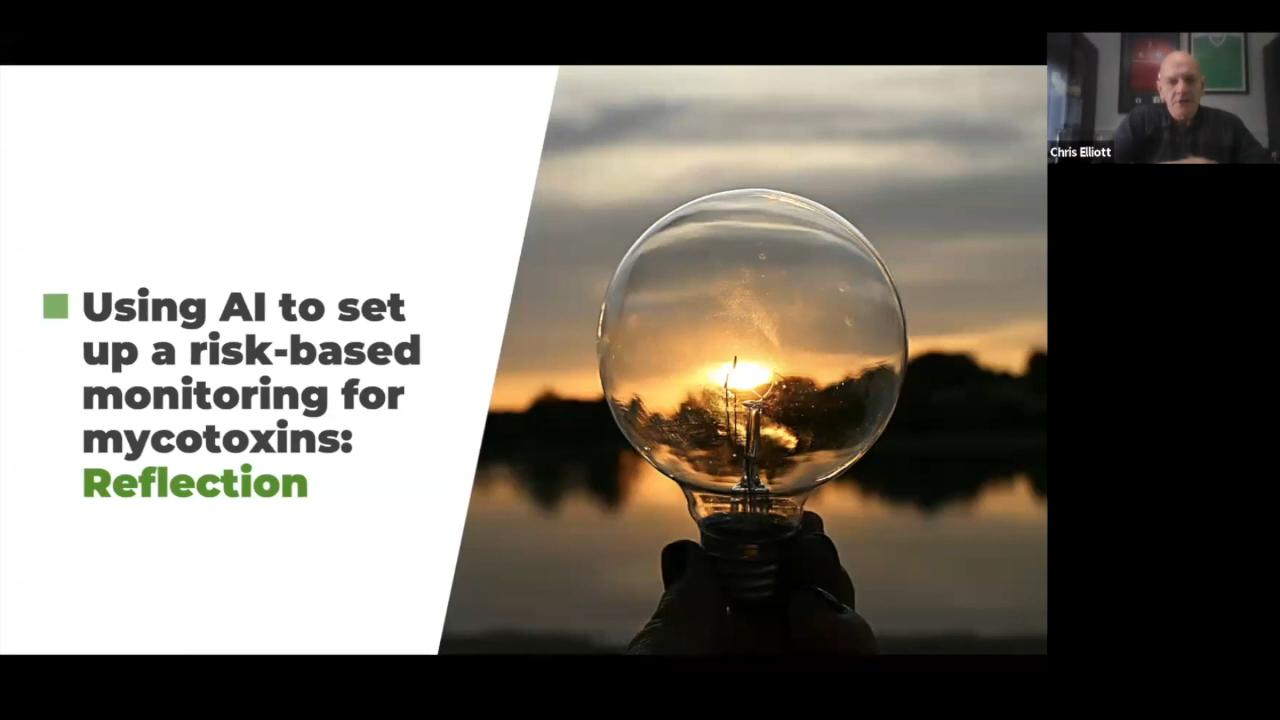 Using AI to set
up a risk-based
monitoring for
mycotoxins:
Reflection
Chris Elliott